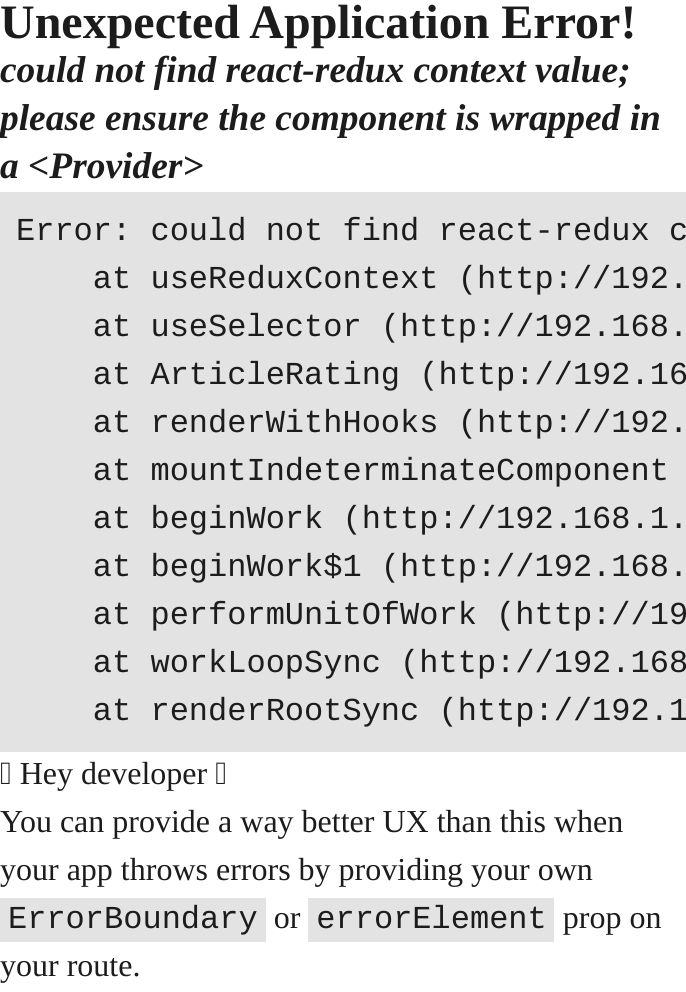 Unexpected Application Error!
could not find react-redux context value;
please ensure the component is wrapped in
a <Provider>
Error: could not find react-redux c
at useReduxContext (http://192.
at useSelector (http://192.168.
at ArticleRating (http://192.16
at renderWithHooks (http://192.
at mountIndeterminateComponent
at beginWork (http://192.168.1.
at beginWork$1 (http://192.168.
at performUnitOfWork (http://19
at workLoopSync (http://192.168
at renderRootSync (http://192.1
Hey developer
You can provide a way better UX than this when
your app throws errors by providing your own
ErrorBoundary or errorElement prop on
your route.